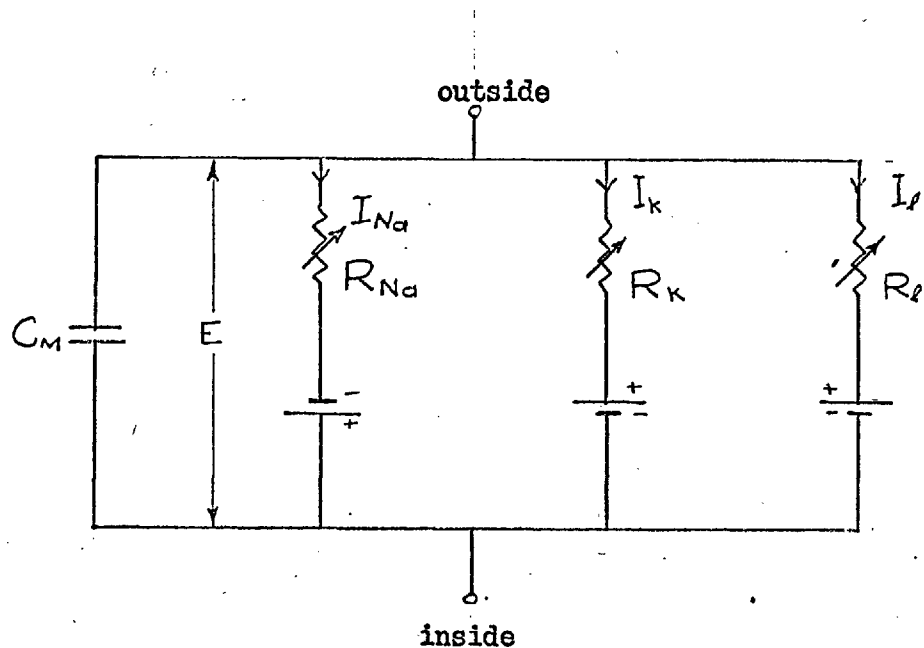 outside
I_Na I_K I_l
R_Na R_K R_l
C_M E
- + +
+ - -
inside